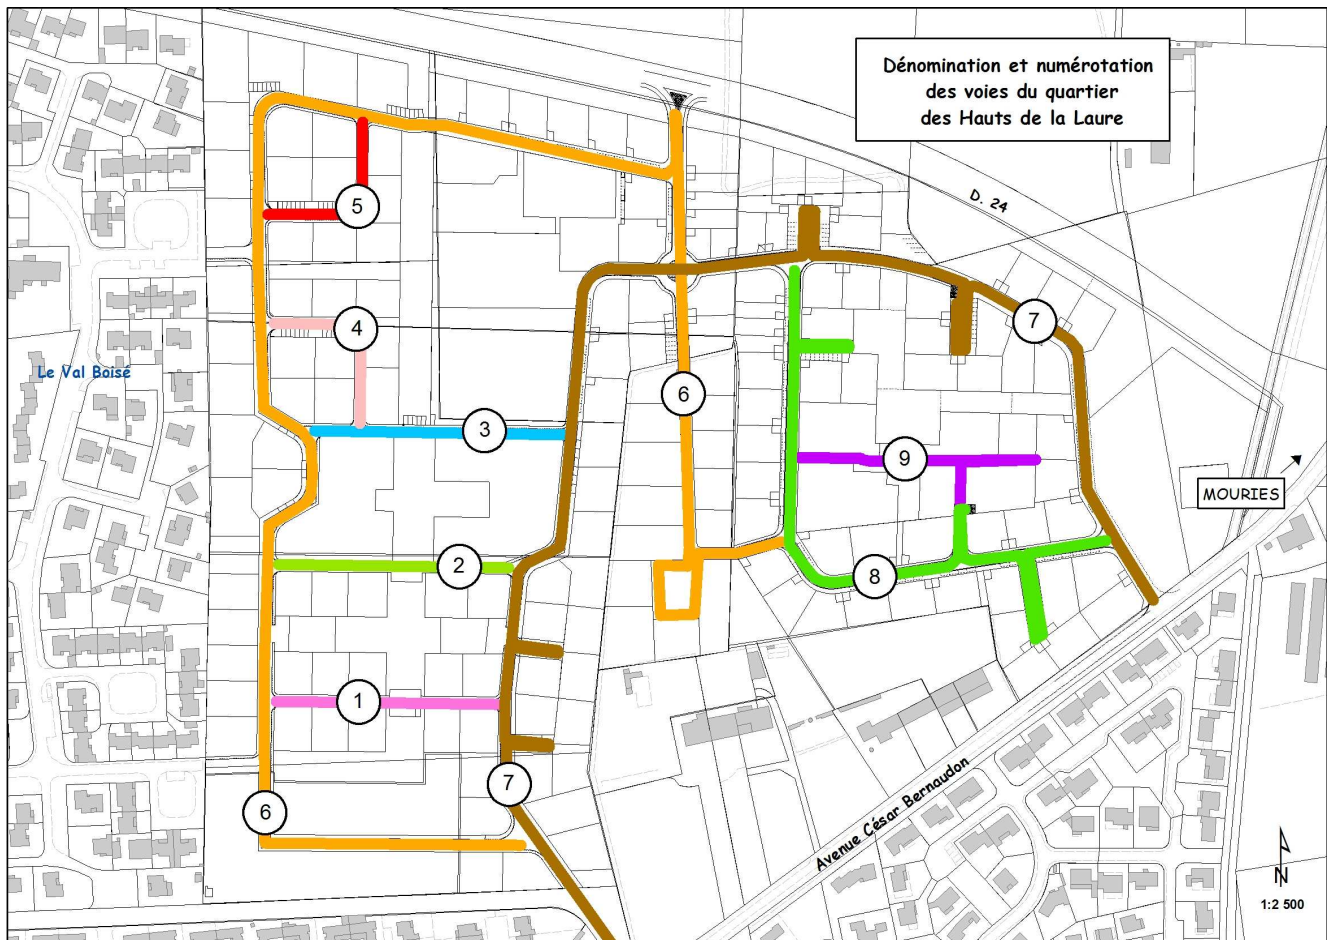 Dénomination et numérotation
des voies du quartier
des Hauts de la Laure
D. 24
5
7
4
Le Val Boisé
6
3
9
MOURIES
2
8
1
7
6
Avenue César Bernaudon
N
1:2 500